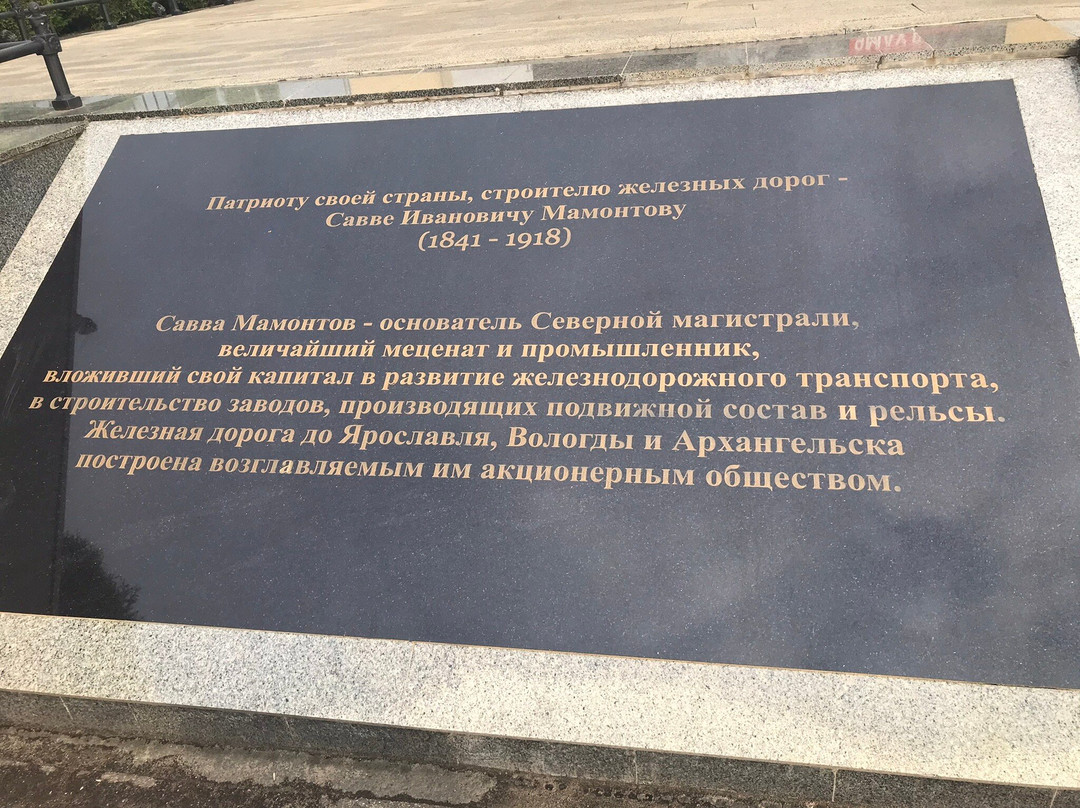 Патриоту своей страны, строителю железных дорог -
Савве Ивановичу Мамонтову
(1841 - 1918)
Савва Мамонтов - основатель Северной магистрали,
величайший меценат и промышленник,
вложивший свой капитал в развитие железнодорожного транспорта,
в строительство заводов, производящих подвижной состав и рельсы.
Железная дорога до Ярославля, Вологды и Архангельска
построена возглавляемым им акционерным обществом.